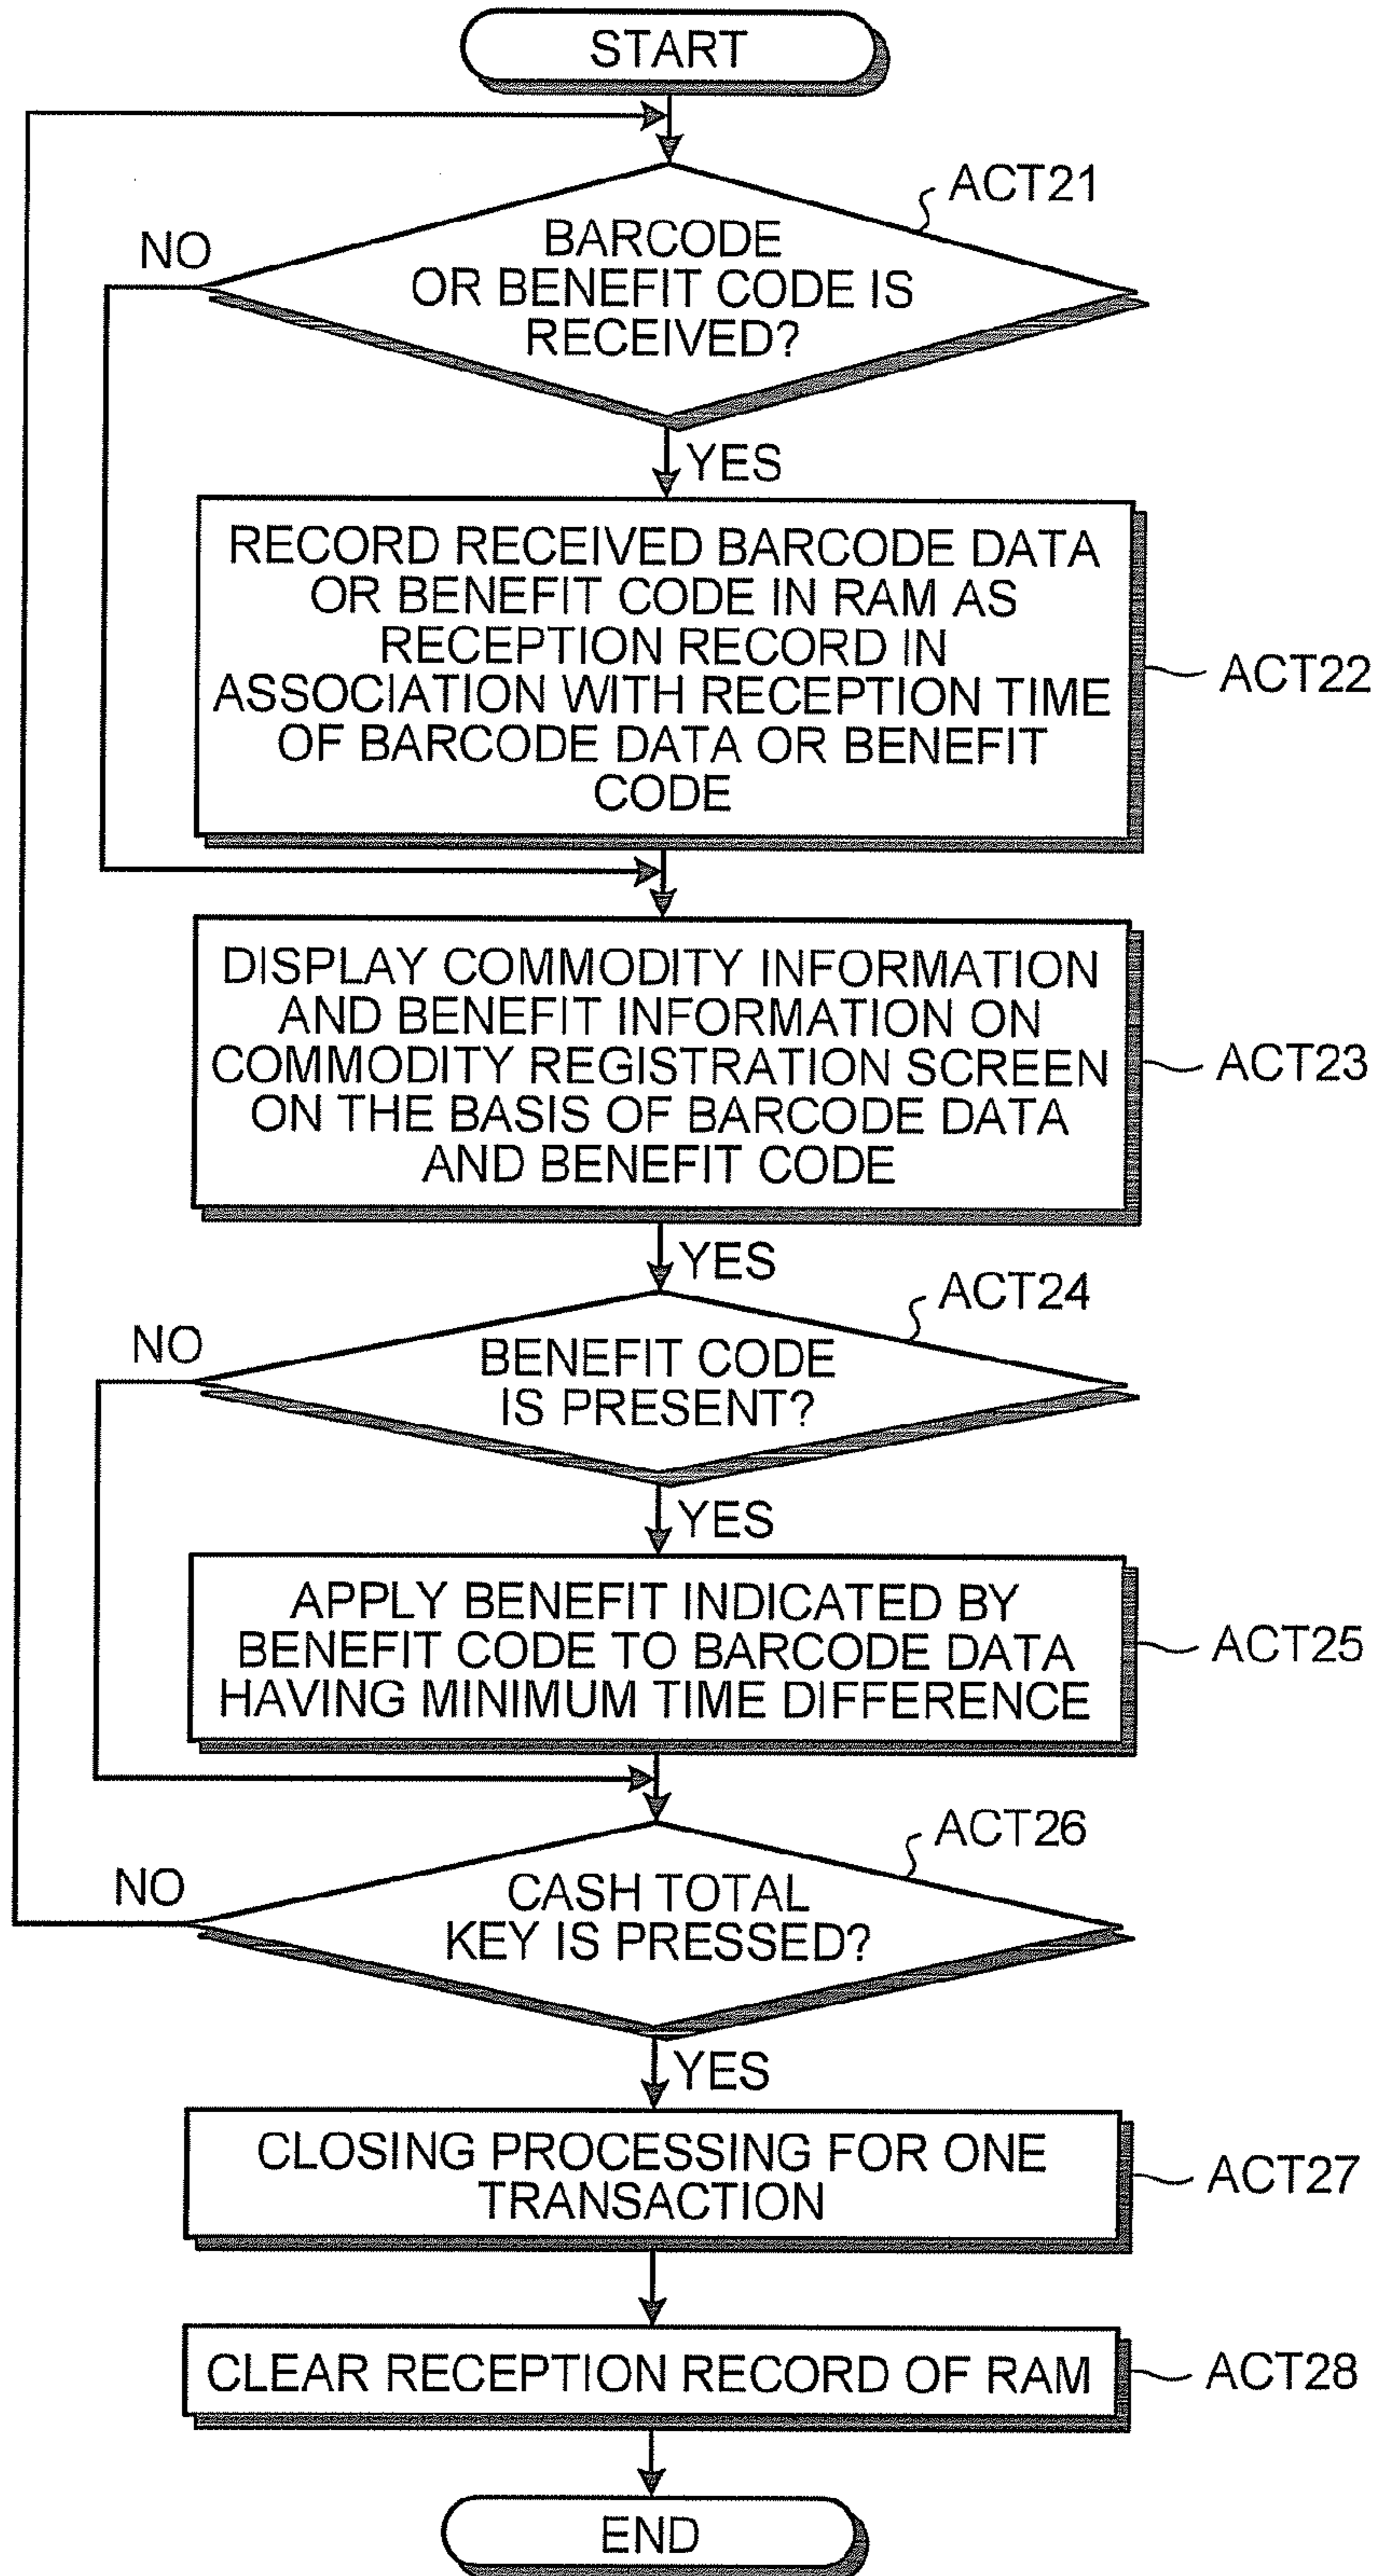 START
ACT21
NO
BARCODE
OR BENEFIT CODE IS
RECEIVED?
YES
RECORD RECEIVED BARCODE DATA
OR BENEFIT CODE IN RAM AS
RECEPTION RECORD IN
ASSOCIATION WITH RECEPTION TIME
OF BARCODE DATA OR BENEFIT
CODE
ACT22
DISPLAY COMMODITY INFORMATION
AND BENEFIT INFORMATION ON
COMMODITY REGISTRATION SCREEN
ON THE BASIS OF BARCODE DATA
AND BENEFIT CODE
ACT23
YES
ACT24
NO
BENEFIT CODE
IS PRESENT?
YES
APPLY BENEFIT INDICATED BY
BENEFIT CODE TO BARCODE DATA
HAVING MINIMUM TIME DIFFERENCE
ACT25
ACT26
NO
CASH TOTAL
KEY IS PRESSED?
YES
CLOSING PROCESSING FOR ONE
TRANSACTION
ACT27
CLEAR RECEPTION RECORD OF RAM
ACT28
END